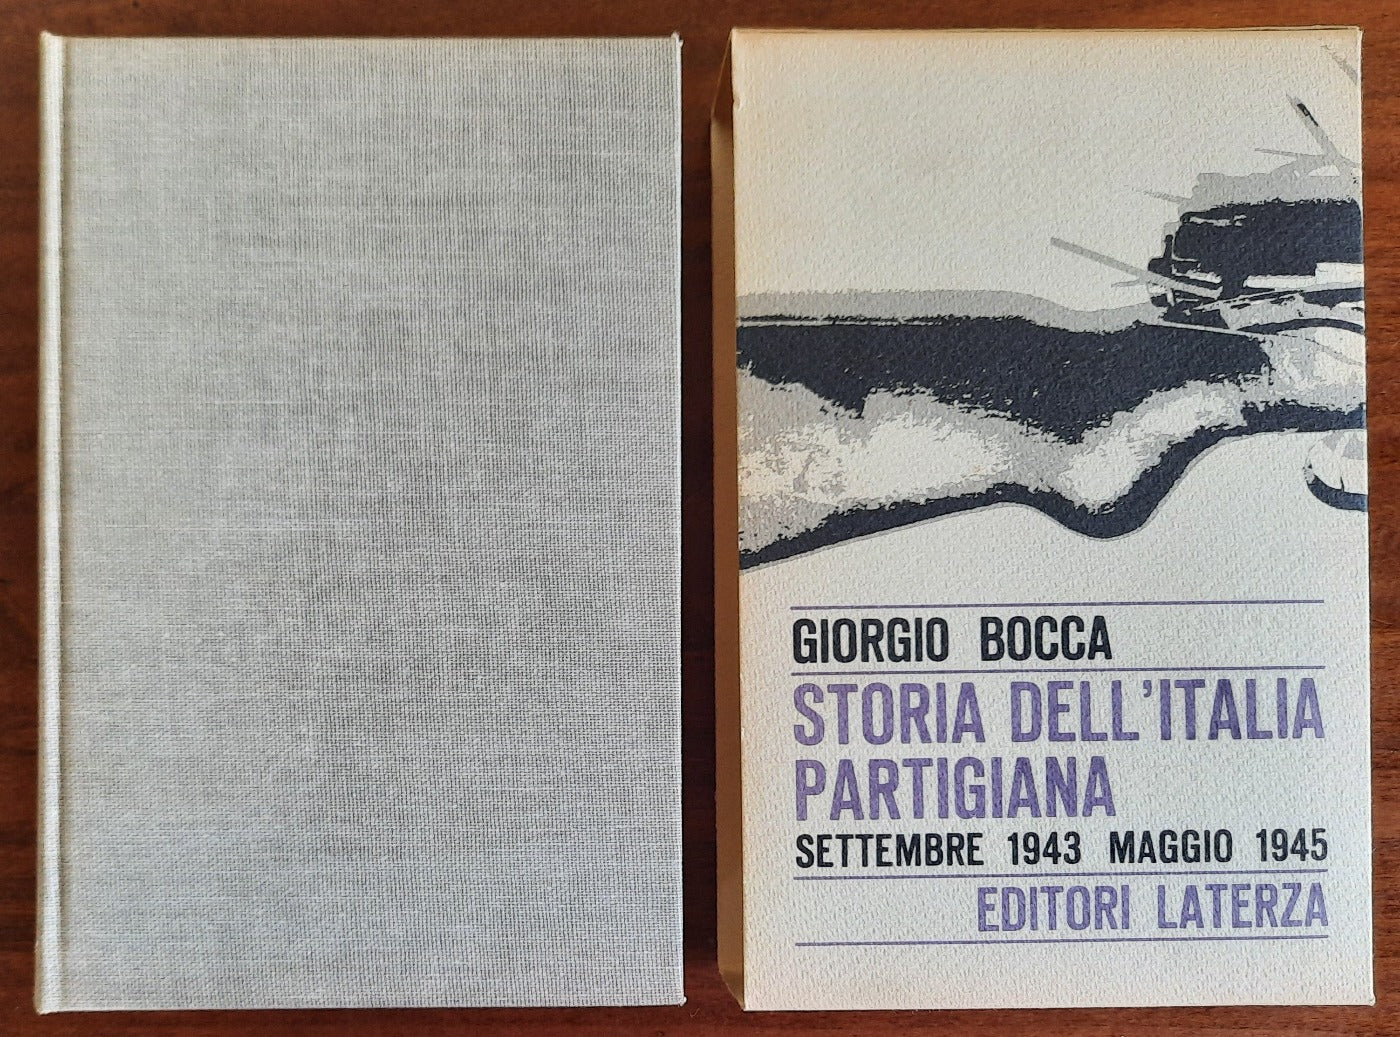 GIORGIO BOCCA
STORIA DELL'ITALIA
PARTIGIANA
SETTEMBRE 1943 MAGGIO 1945
EDITORI LATERZA